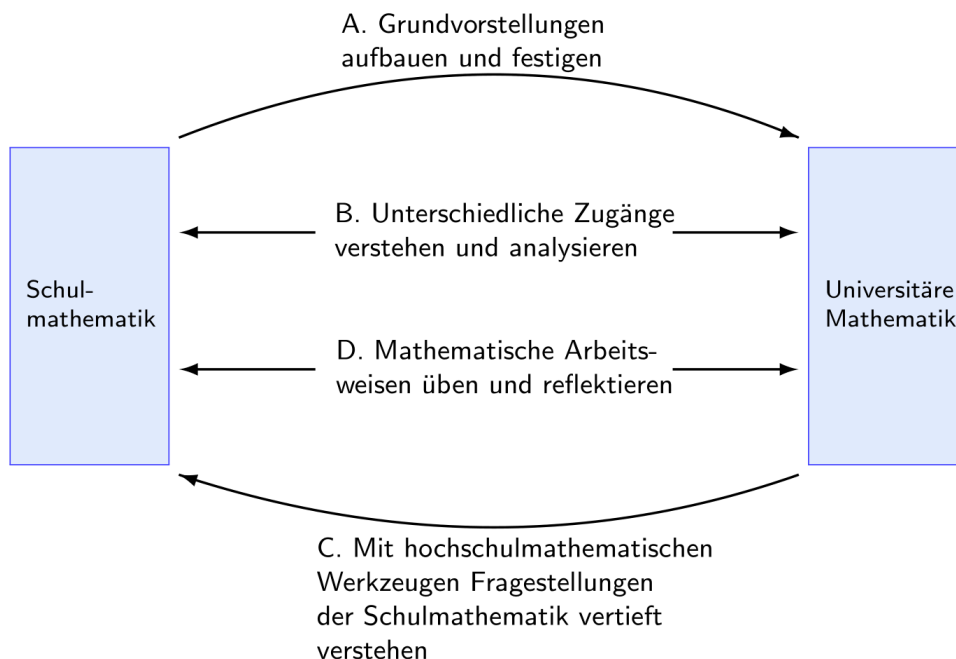 A. Grundvorstellungen
aufbauen und festigen
B. Unterschiedliche Zugänge
verstehen und analysieren
Schul-
mathematik
Universitäre
Mathematik
D. Mathematische Arbeits-
weisen üben und reflektieren
C. Mit hochschulmathematischen
Werkzeugen Fragestellungen
der Schulmathematik vertieft
verstehen